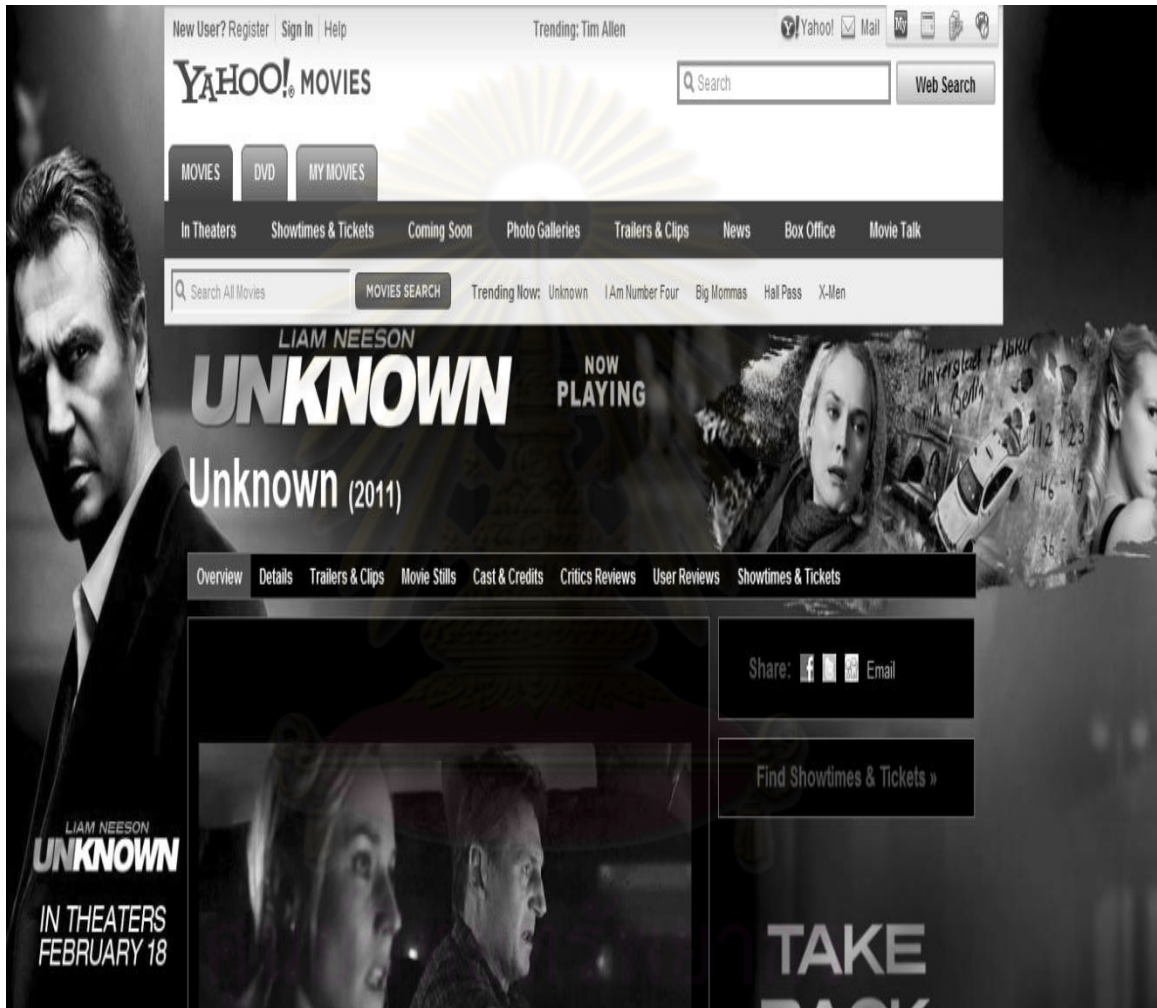 New User? Register Sign In Help Trending: Tim Allen Y! Yahoo! Mail My
YAHOO!® MOVIES Search Web Search
MOVIES DVD MY MOVIES
In Theaters Showtimes & Tickets Coming Soon Photo Galleries Trailers & Clips News Box Office Movie Talk
Search All Movies MOVIES SEARCH Trending Now: Unknown I Am Number Four Big Mommas Hall Pass X-Men
LIAM NEESON
UNKNOWN
NOW
PLAYING
Berlin
Unknown (2011)
Overview Details Trailers & Clips Movie Stills Cast & Credits Critics Reviews User Reviews Showtimes & Tickets
Share: f t Email
Find Showtimes & Tickets »
LIAM NEESON
UNKNOWN
IN THEATERS
FEBRUARY 18
TAKE
BACK